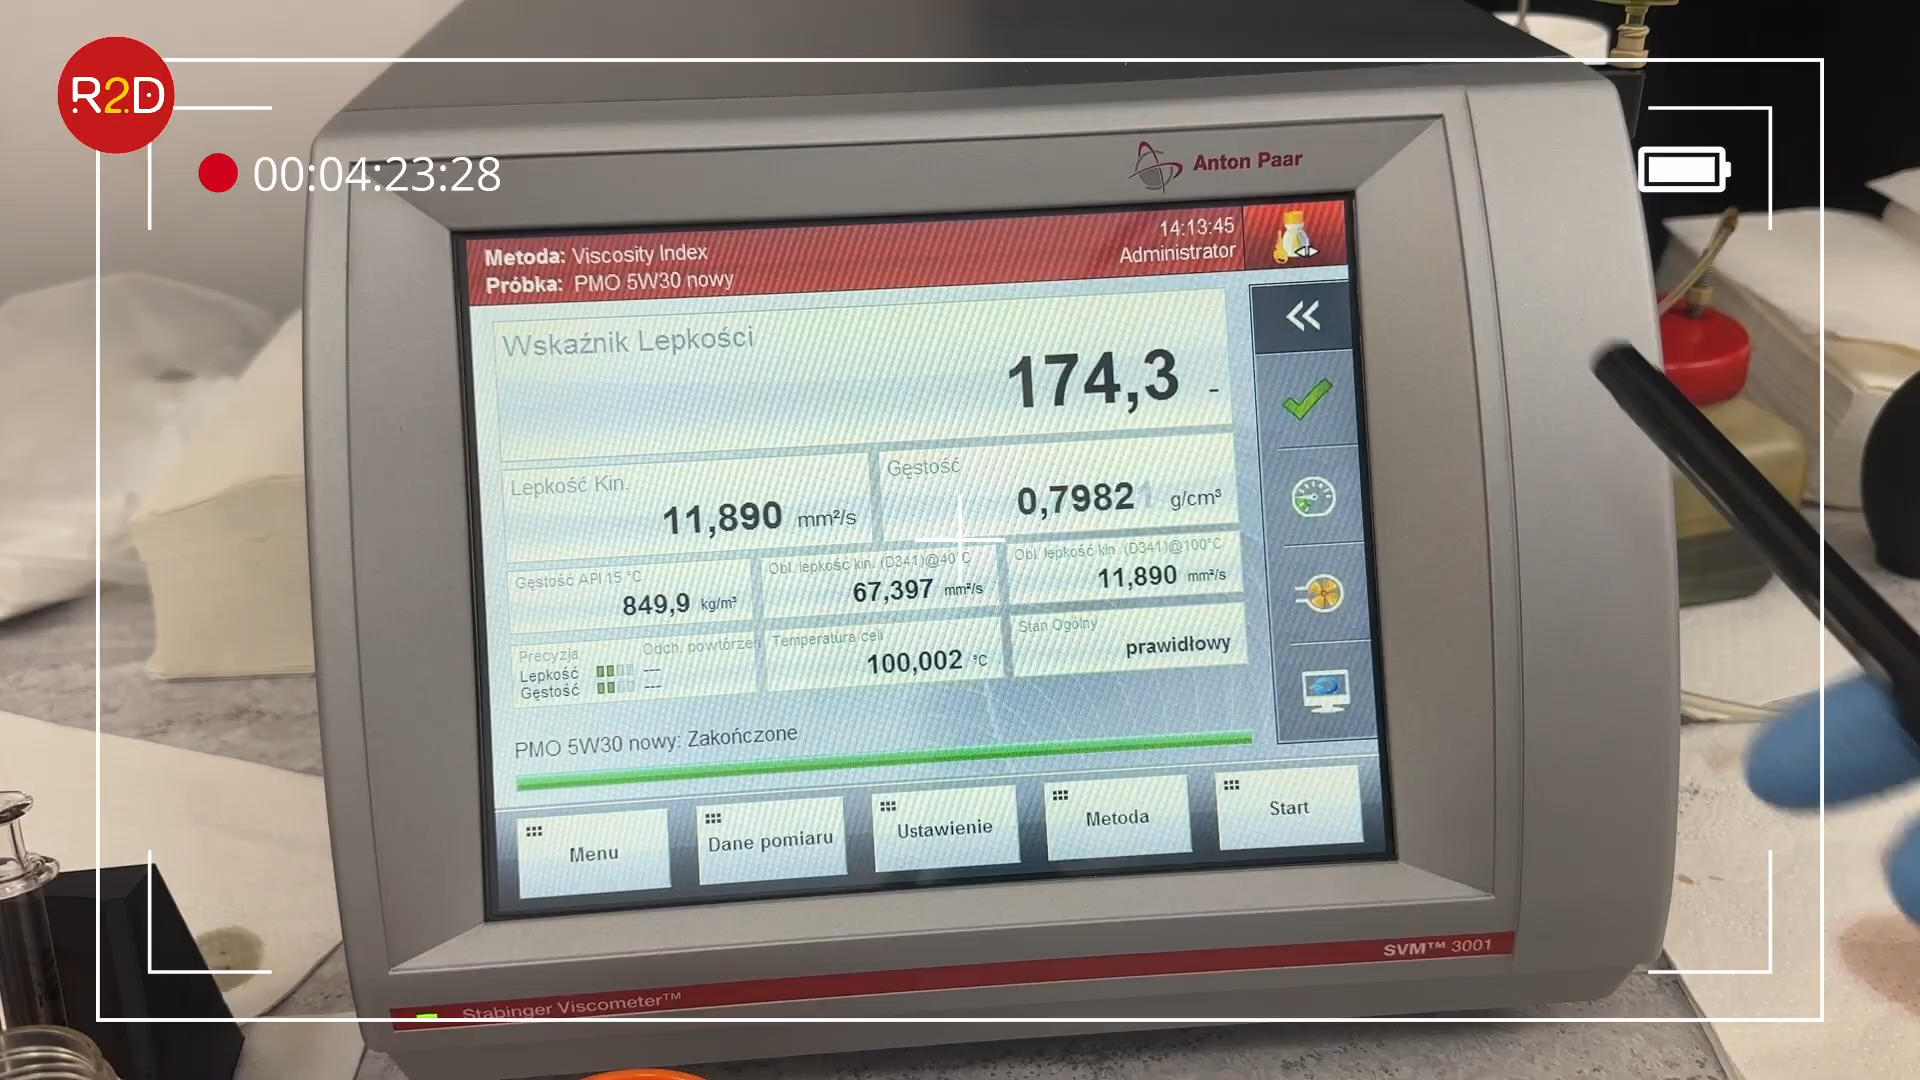 R2D
00:04:23:28
Anton Paar
Metoda: Viscosity Index
14:13:45
Próbka: PMO 5W30 nowy
Administrator
Wskaźnik Lepkości
174,3 -
Lepkość Kin.
11,890 mm²/s
Gęstość
0,79821 g/cm³
Gęstość API 15 °C
849,9 kg/m³
Obl. lepkość kin. (D341)@40°C
67,397 mm²/s
Obl. lepkość kin. (D341)@100°C
11,890 mm²/s
Precyzja
Odch. powtórzeń
Lepkość ---
Gęstość ---
Temperatura celi
100,002 °C
Stan Ogólny
prawidłowy
PMO 5W30 nowy: Zakończone
Menu
Dane pomiaru
Ustawienie
Metoda
Start
SVM™ 3001
Stabinger Viscometer™